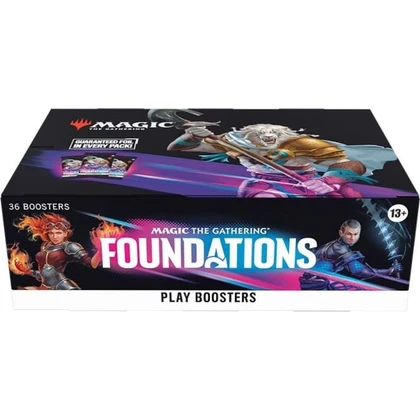 MAGIC
THE GATHERING
GUARANTEED FOIL
IN EVERY PACK!
36 BOOSTERS
13+
MAGIC THE GATHERING®
FOUNDATIONS
PLAY BOOSTERS